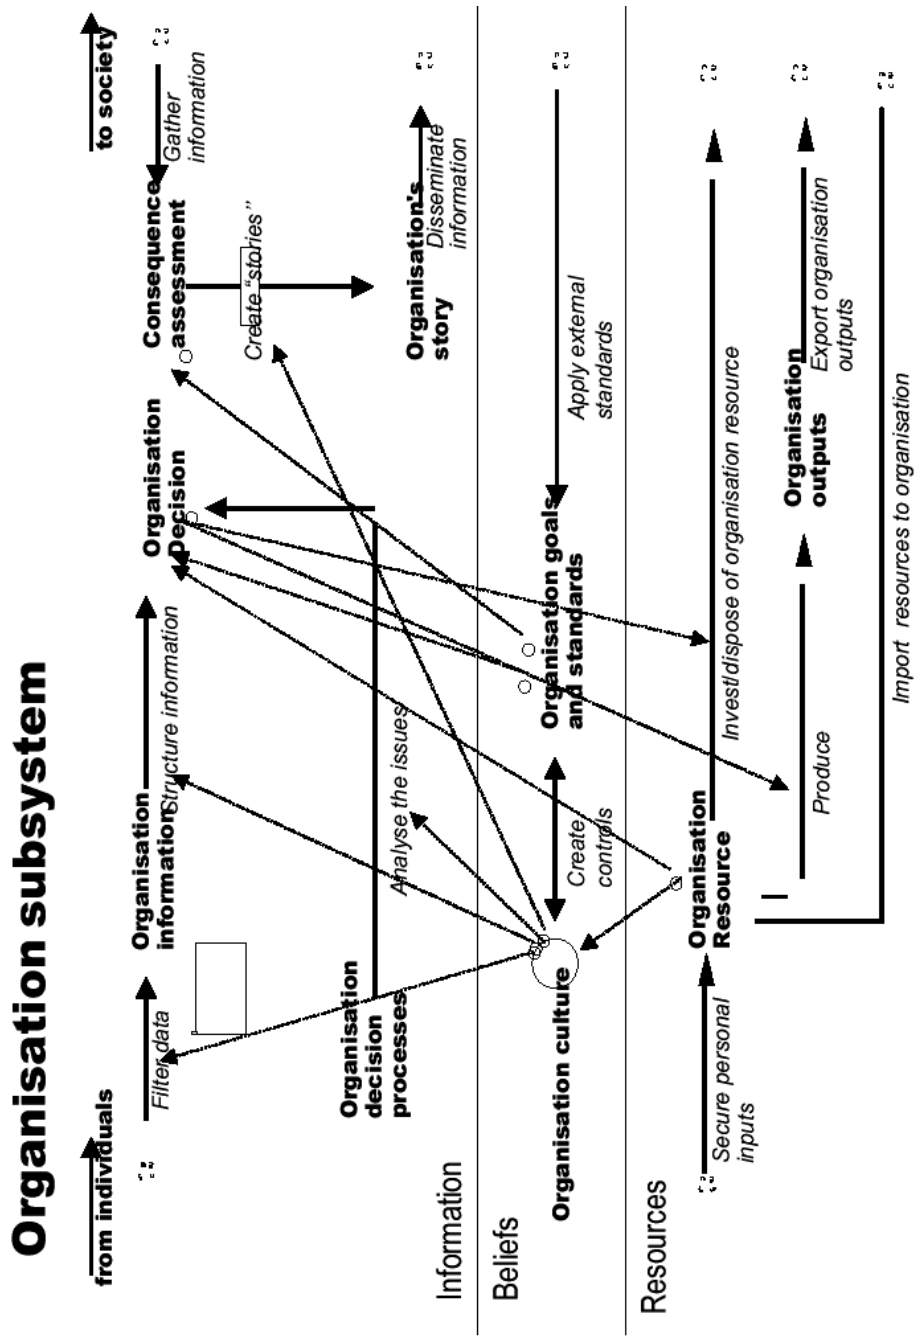 Organisation subsystem
from individuals
to society
Filter data
Organisation
information
Structure information
Organisation
Decision
Consequence
assessment
Gather
information
Create “stories”
Organisation
decision
processes
Analyse the issues
Organisation's
story
Disseminate
information
Information
Beliefs
Organisation culture
Create
controls
Organisation goals
and standards
Apply external
standards
Resources
Secure personal
inputs
Organisation
Resource
Invest/dispose of organisation resource
Produce
Organisation
outputs
Export organisation
outputs
Import resources to organisation